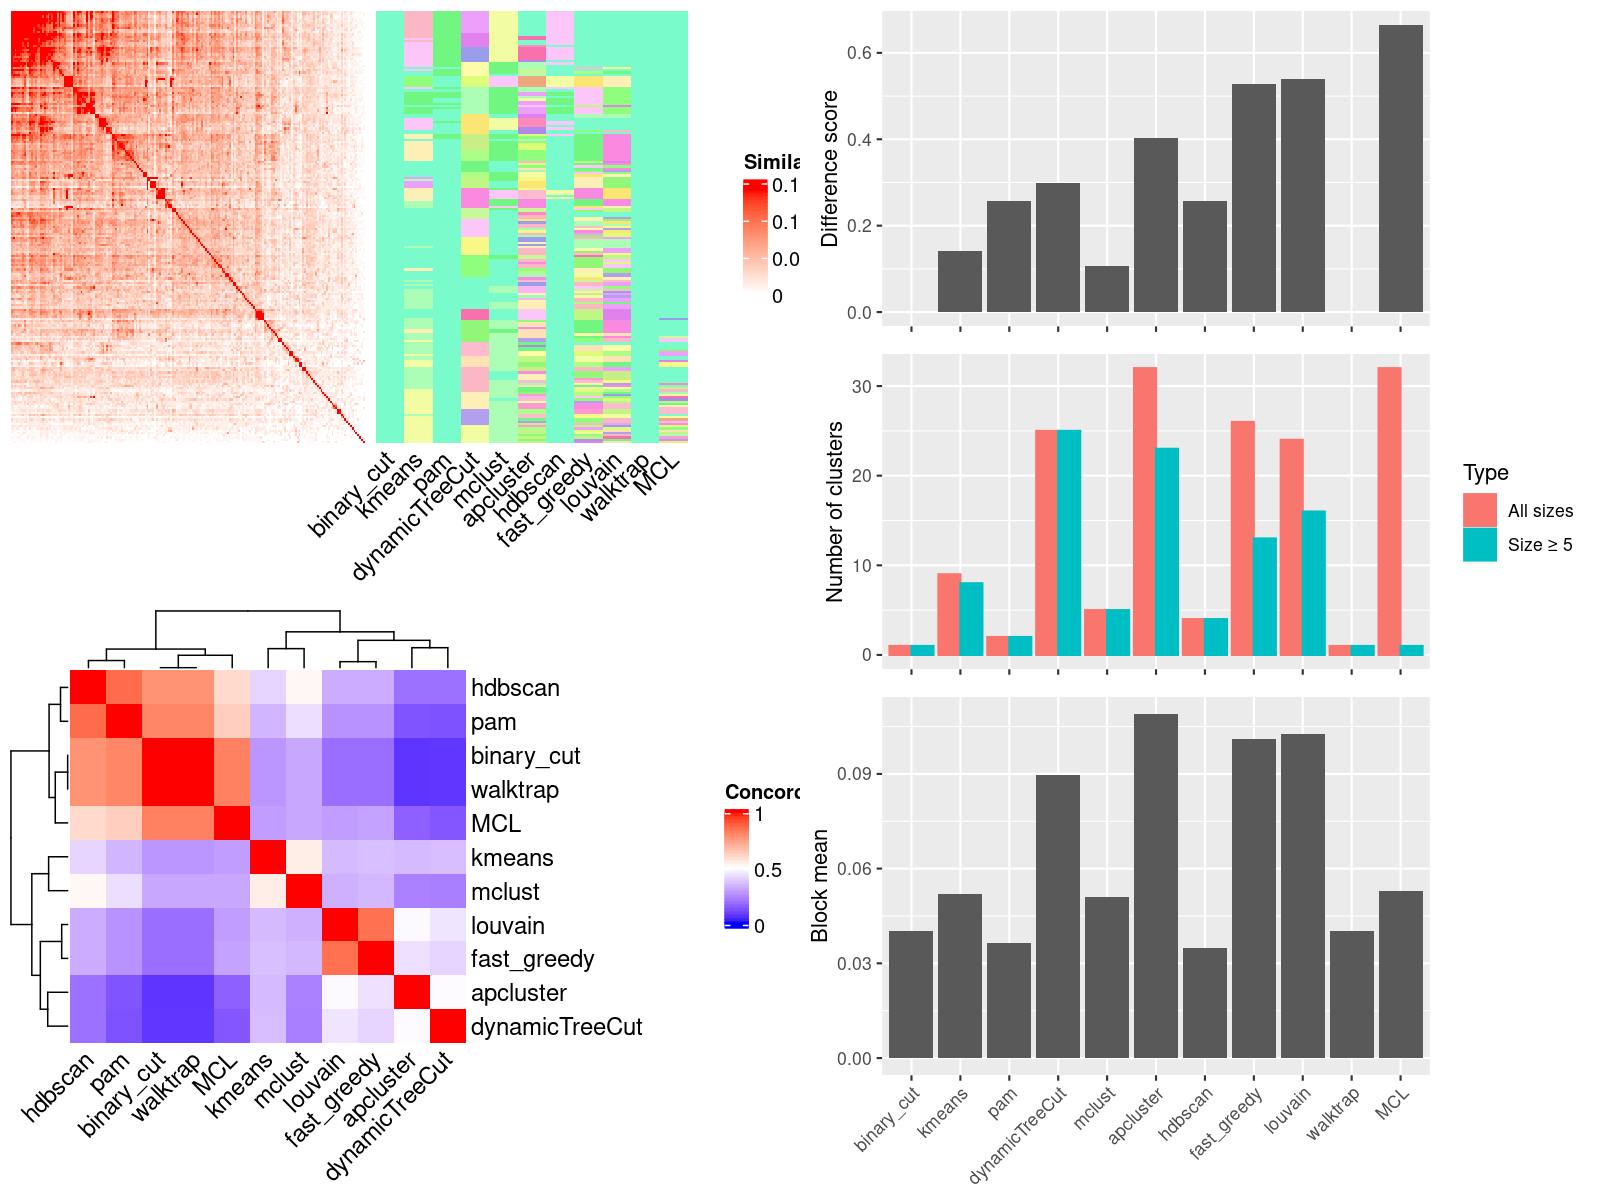 Simila
0.1
0.1
0.0
0
binary_cut
kmeans
pam
dynamicTreeCut
mclust
apcluster
hdbscan
fast_greedy
louvain
walktrap
MCL
hdbscan
pam
binary_cut
walktrap
MCL
kmeans
mclust
louvain
fast_greedy
apcluster
dynamicTreeCut
hdbscan
pam
binary_cut
walktrap
MCL
kmeans
mclust
louvain
fast_greedy
apcluster
dynamicTreeCut
Concord
1
0.5
0
Difference score
0.6
0.4
0.2
0.0
Number of clusters
30
20
10
0
Type
All sizes
Size ≥ 5
Block mean
0.09
0.06
0.03
0.00
binary_cut
kmeans
pam
dynamicTreeCut
mclust
apcluster
hdbscan
fast_greedy
louvain
walktrap
MCL